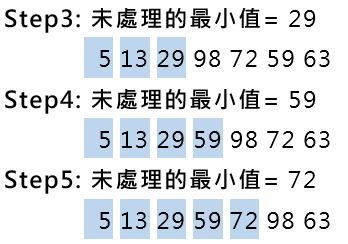 Step3: 未處理的最小值= 29
5 13 29 98 72 59 63
Step4: 未處理的最小值= 59
5 13 29 59 98 72 63
Step5: 未處理的最小值= 72
5 13 29 59 72 98 63